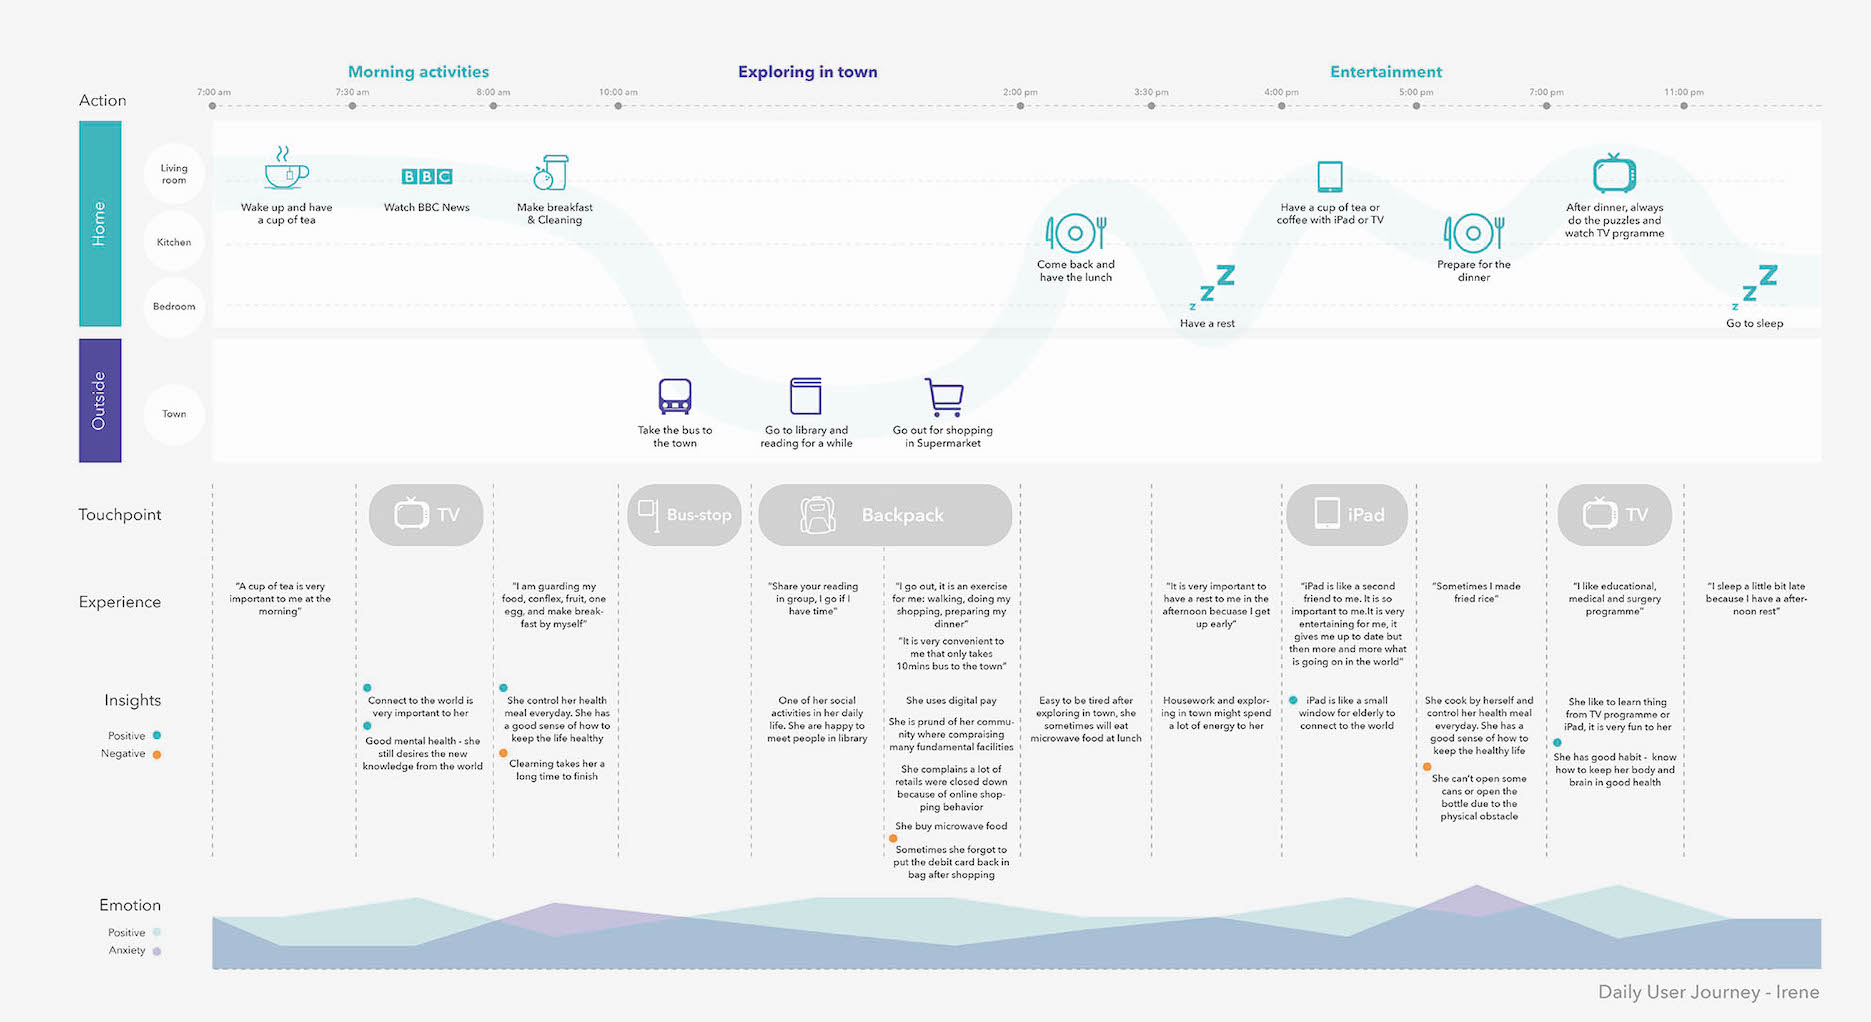 Morning activities
Exploring in town
Entertainment
Action
7:00 am
7:30 am
8:00 am
10:00 am
2:00 pm
3:30 pm
4:00 pm
5:00 pm
7:00 pm
11:00 pm
Home
Living
room
Kitchen
Bedroom
Wake up and have
a cup of tea
BBC
Watch BBC News
Make breakfast
& Cleaning
Come back and
have the lunch
z z Z
Have a rest
Have a cup of tea or
coffee with iPad or TV
Prepare for the
dinner
After dinner, always
do the puzzles and
watch TV prgramme
z z Z
Go to sleep
Outside
Town
Take the bus to
the town
Go to library and
reading for a while
Go out for shopping
in Supermarket
Touchpoint
TV
Bus-stop
Backpack
iPad
TV
Experience
"A cup of tea is very
important to me at the
morning"
"I am guarding my
food, conflex, fruit, one
egg, and make break-
fast by myself"
"Share your reading
in group, I go if I
have time"
"I go out, it is an exercise
for me: walking, doing my
shopping, preparing my
dinner"
"It is very convenient to
me that only takes
10mins bus to the town"
"It is very important to
have a rest to me in the
afternoon becuase I get
up early"
"iPad is like a second
friend to me. It is so
important to me.It is very
entertaining for me, it
gives me up to date but
then more and more what
is going on in the world"
"Sometimes I made
fried rice"
"I like educational,
medical and surgery
programme"
"I sleep a little bit late
because I have a after-
noon rest"
Insights
Positive
Negative
Connect to the world is
very important to her
Good mental health - she
still desires the new
knowledge from the world
She control her health
meal everyday. She has
a good sense of how to
keep the life healthy
Clearning takes her a
long time to finish
One of her social
activities in her daily
life. She are happy to
meet people in library
She uses digital pay
She is prund of her commu-
nity where compraising
many fundamental facilities
She complains a lot of
retails were closed down
because of online shop-
ping behavior
She buy microwave food
Sometimes she forgot to
put the debit card back in
bag after shopping
Easy to be tired after
exploring in town, she
sometimes will eat
microwave food at lunch
Housework and explor-
ing in town might spend
a lot of energy to her
iPad is like a small
window for elderly to
connect to the world
She cook by herself and
control her health meal
everyday. She has a
good sense of how to
keep the healthy life
She can't open some
cans or open the
bottle due to the
physical obstacle
She like to learn thing
from TV programme or
iPad, it is very fun to her
She has good habit - know
how to keep her body and
brain in good health
Emotion
Positive
Anxiety
Daily User Journey - Irene